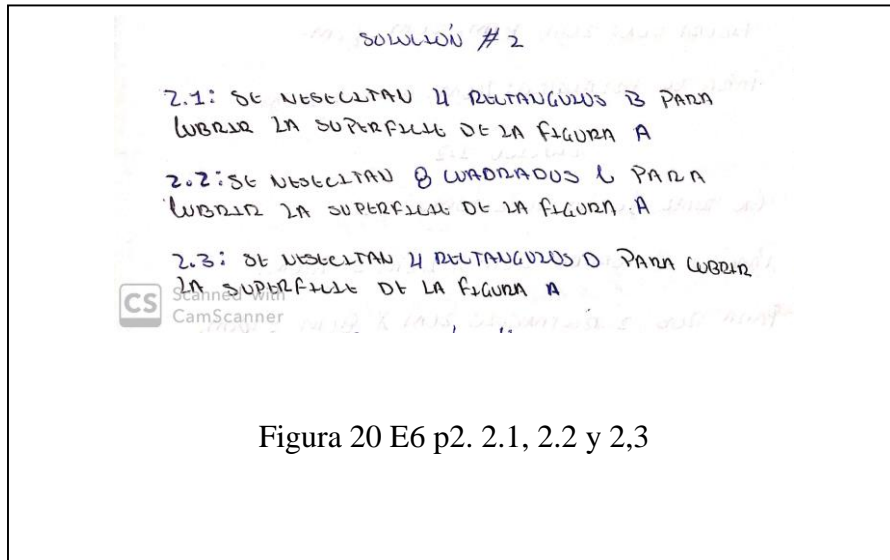 SOLUCIÓN # 2
2.1: SE NESECITAN 4 RECTANGULOS B PARA
CUBRIR LA SUPERFICIE DE LA FIGURA A
2.2: SE NESECITAN 8 CUADRADOS C PARA
CUBRIR LA SUPERFICIE DE LA FIGURA A
2.3: SE NESECITAN 4 RECTANGULOS D PARA CUBRIR
LA SUPERFICIE DE LA FIGURA A
CS Scanned with
CamScanner
Figura 20 E6 p2. 2.1, 2.2 y 2,3